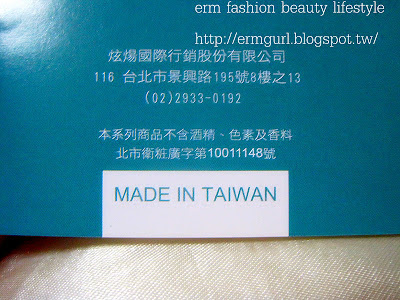 erm fashion beauty lifestyle
http://ermgurl.blogspot.tw/
炫煬國際行銷股份有限公司
116 台北市景興路195號8樓之13
(02)2933-0192
本系列商品不含酒精、色素及香料
北市衛粧廣字第10011148號
MADE IN TAIWAN